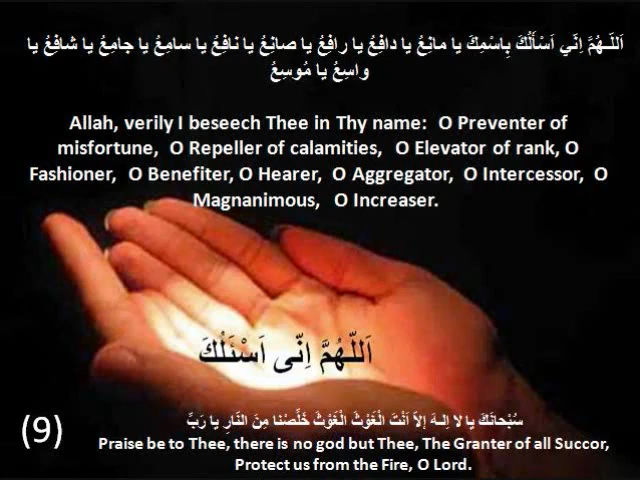 اَللَّـهُمَّ اِنّي اَسْأَلُكَ بِاسْمِكَ يا مانِعُ يا دافِعُ يا رافِعُ يا صانِعُ يا نافِعُ يا سامِعُ يا جامِعُ يا شافِعُ يا
واسِعُ يا مُوسِعُ
Allah, verily I beseech Thee in Thy name:  O Preventer of
misfortune,  O Repeller of calamities,  O Elevator of rank, O
Fashioner,  O Benefiter, O Hearer,  O Aggregator,  O Intercessor,  O
Magnanimous,  O Increaser.
اَللّهُمَّ اِنّى اَسْئَلُكَ
سُبْحانَكَ يا لا اِلـهَ اِلاّ اَنْتَ الْغَوْثَ الْغَوْثَ خَلِّصْنا مِنَ النّارِ يا رَبِّ
(9)
Praise be to Thee, there is no god but Thee, The Granter of all Succor,
Protect us from the Fire, O Lord.